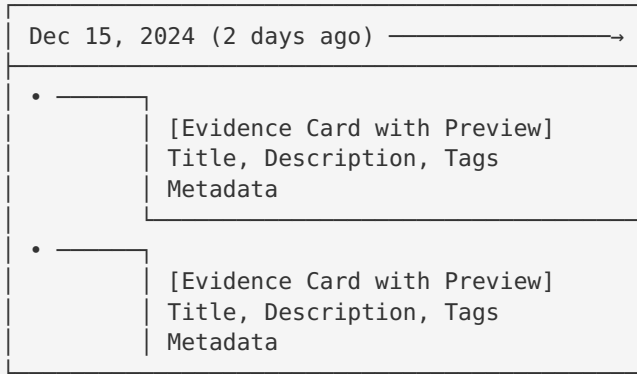 Dec 15, 2024 (2 days ago) ────────────────→
• ──────┐
[Evidence Card with Preview]
Title, Description, Tags
Metadata
• ──────┐
[Evidence Card with Preview]
Title, Description, Tags
Metadata